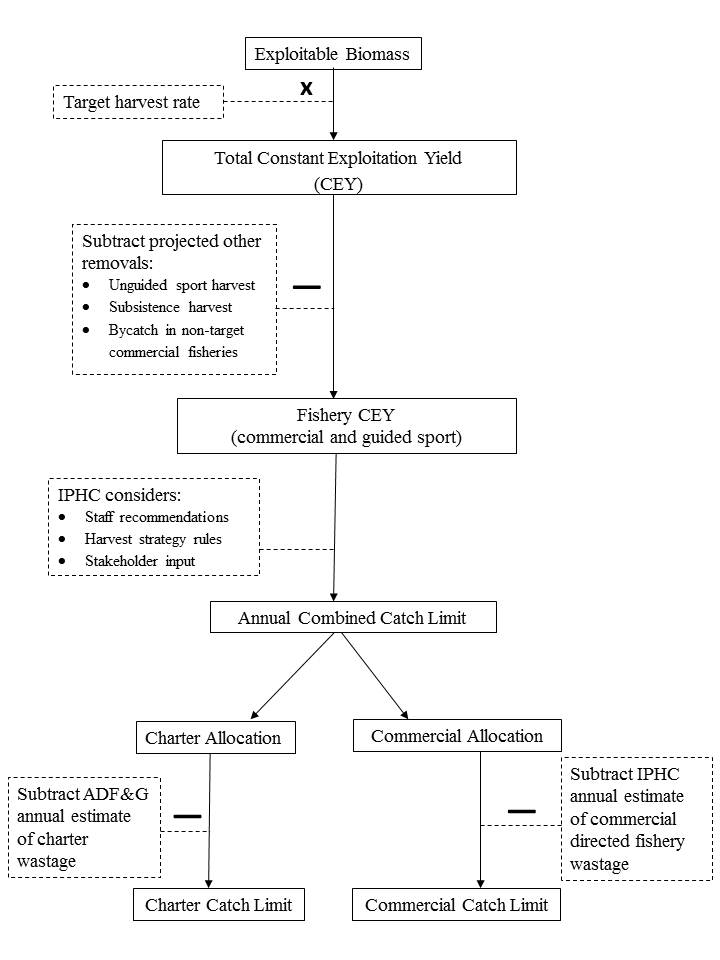 Exploitable Biomass
X
Target harvest rate
Total Constant Exploitation Yield
(CEY)
Subtract projected other
removals:
• Unguided sport harvest
• Subsistence harvest
• Bycatch in non-target
commercial fisheries
—
Fishery CEY
(commercial and guided sport)
IPHC considers:
• Staff recommendations
• Harvest strategy rules
• Stakeholder input
Annual Combined Catch Limit
Charter Allocation
Commercial Allocation
Subtract ADF&G
annual estimate
of charter
wastage
—
—
Subtract IPHC
annual estimate
of commercial
directed fishery
wastage
Charter Catch Limit
Commercial Catch Limit